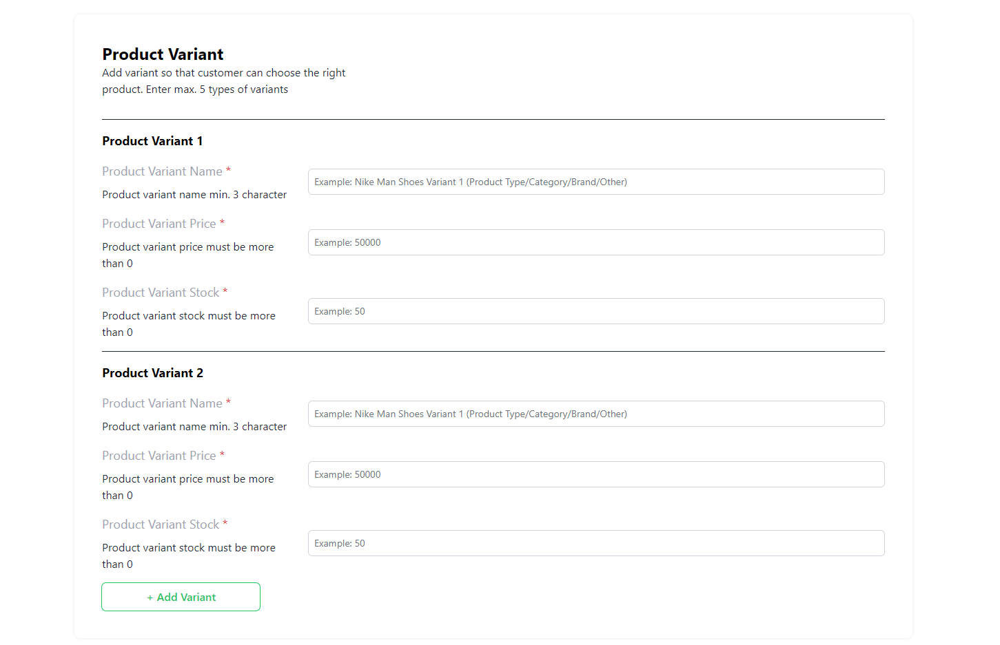 Product Variant
Add variant so that customer can choose the right
product. Enter max. 5 types of variants
Product Variant 1
Product Variant Name *
Product variant name min. 3 character
Example: Nike Man Shoes Variant 1 (Product Type/Category/Brand/Other)
Product Variant Price *
Product variant price must be more
than 0
Example: 50000
Product Variant Stock *
Product variant stock must be more
than 0
Example: 50
Product Variant 2
Product Variant Name *
Product variant name min. 3 character
Example: Nike Man Shoes Variant 1 (Product Type/Category/Brand/Other)
Product Variant Price *
Product variant price must be more
than 0
Example: 50000
Product Variant Stock *
Product variant stock must be more
than 0
Example: 50
+ Add Variant